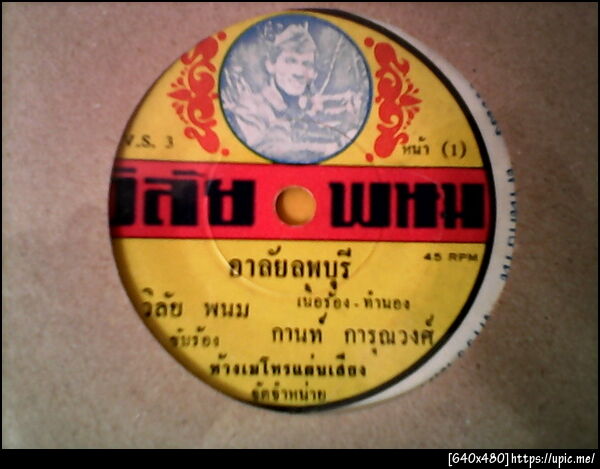 V.S. 3
หน้า (1)
วิลัย พนม
45 RPM
อาลัยลพบุรี
วิลัย พนม
ขับร้อง
เนื้อร้อง - ทำนอง
กานท์ การุณวงศ์
ห้างเมโทรแผ่นเสียง
จัดจำหน่าย
[640x480]https://upic.me/